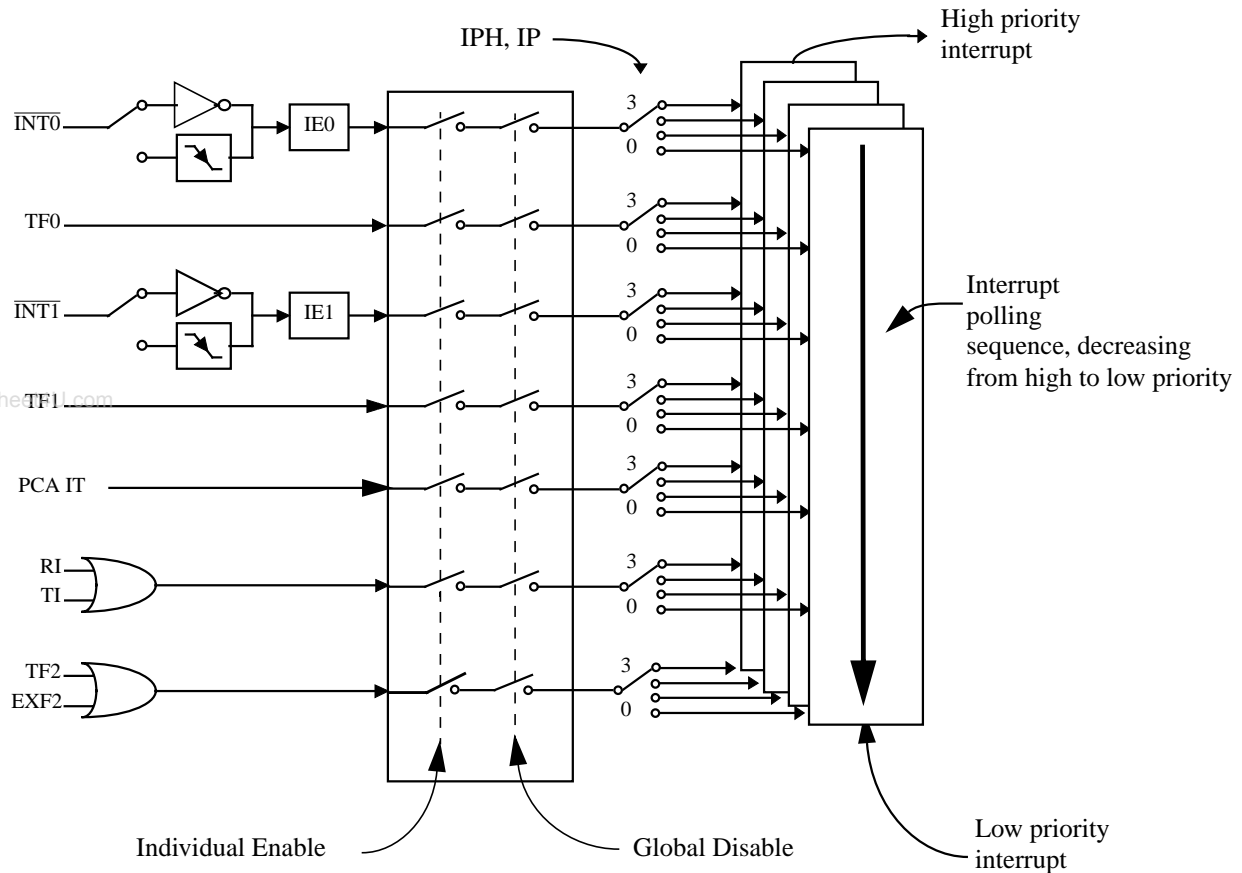 IPH, IP
High priority
interrupt
INT0
IE0
3
0
TF0
3
0
INT1
IE1
3
0
Interrupt
polling
sequence, decreasing
from high to low priority
TF1
3
0
PCA IT
3
0
RI
TI
3
0
TF2
EXF2
3
0
Individual Enable
Global Disable
Low priority
interrupt